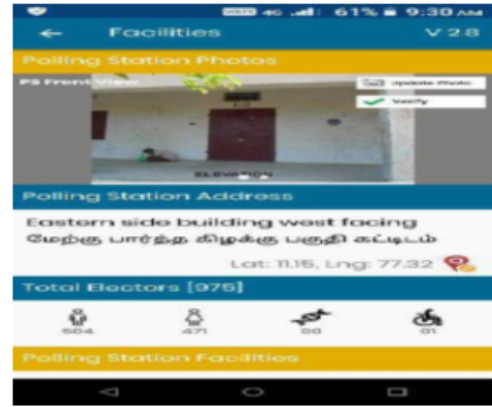 4G 61% 9:30 AM
Facilities V 2.8
Polling Station Photos
PS Front View
Update Photo
Verify
ELEVATION
Polling Station Address
Eastern side building west facing
மேற்கு பார்த்த கிழக்கு பகுதி கட்டிடம்
Lat: 11.15, Lng: 77.32
Total Electors [975]
504 471 00 01
Polling Station Facilities